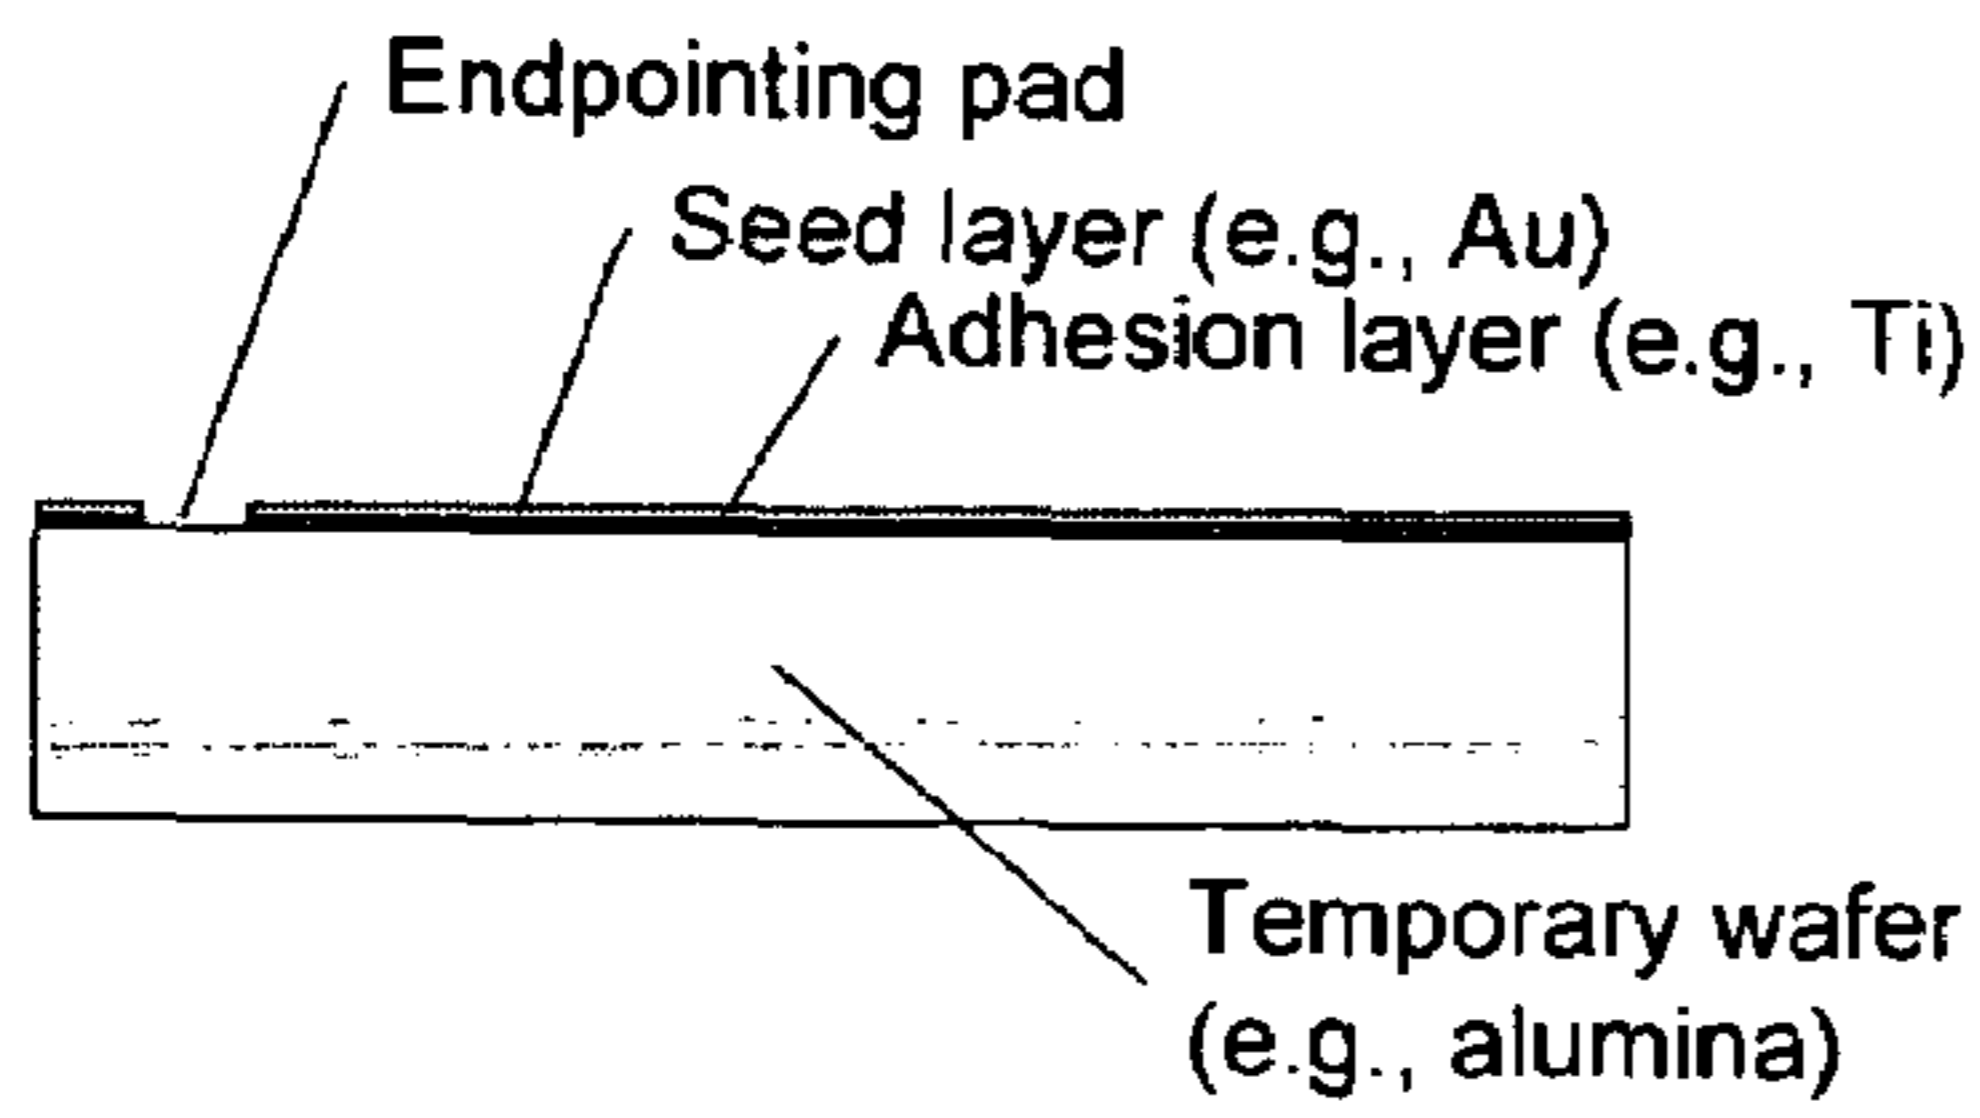 Endpointing pad
Seed layer (e.g., Au)
Adhesion layer (e.g., Ti)
Temporary wafer
(e.g., alumina)